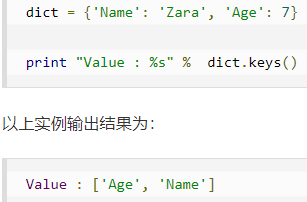 dict = {'Name': 'Zara', 'Age': 7}
print "Value : %s" %  dict.keys()
以上实例输出结果为：
Value : ['Age', 'Name']